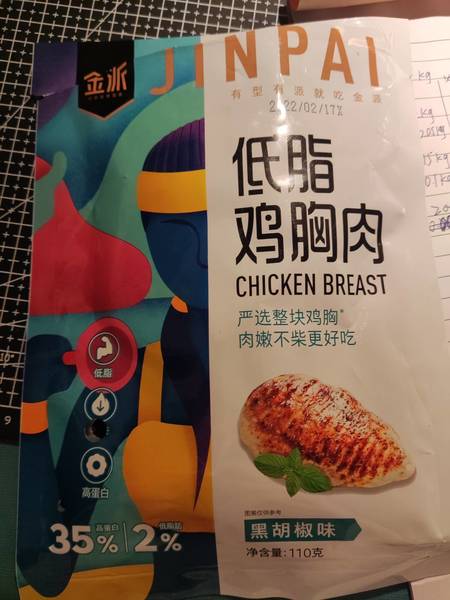 金派
JINPAI
有型有派就吃金派
2022/02/17
低脂
鸡胸肉
CHICKEN BREAST
严选整块鸡胸*
肉嫩不柴更好吃
低脂
高蛋白
35% 高蛋白
2% 低脂肪
图案仅供参考
黑胡椒味
净含量:110克
kg
kg
9